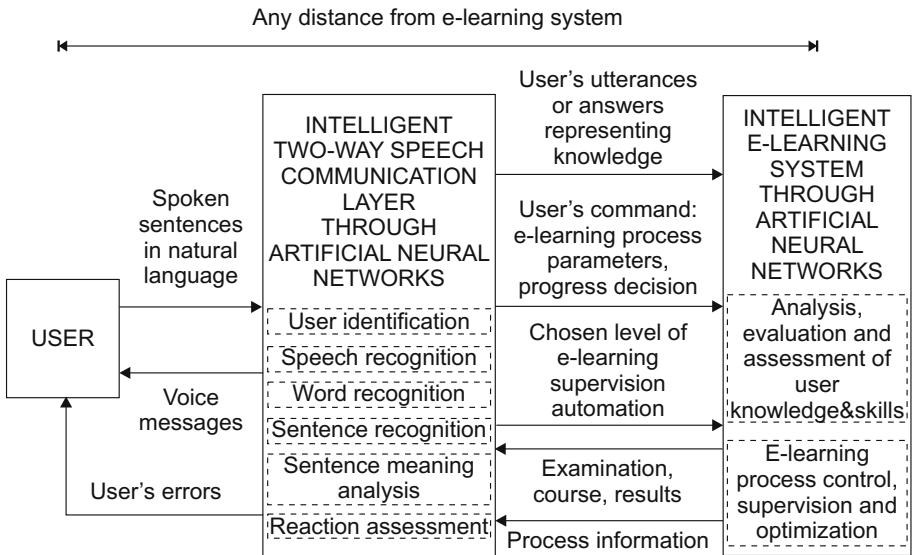 Any distance from e-learning system
USER
Spoken
sentences
in natural
language
Voice
messages
User's errors
INTELLIGENT
TWO-WAY SPEECH
COMMUNICATION
LAYER
THROUGH
ARTIFICIAL NEURAL
NETWORKS
User identification
Speech recognition
Word recognition
Sentence recognition
Sentence meaning
analysis
Reaction assessment
User's utterances
or answers
representing
knowledge
User's command:
e-learning process
parameters,
progress decision
Chosen level of
e-learning
supervision
automation
Examination,
course, results
Process information
INTELLIGENT
E-LEARNING
SYSTEM
THROUGH
ARTIFICIAL
NEURAL
NETWORKS
Analysis,
evaluation and
assessment of
user
knowledge&skills
E-learning
process control,
supervision and
optimization